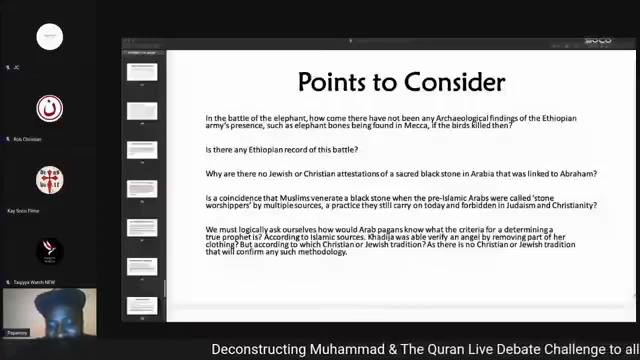 Points to Consider
In the battle of the elephant, how come there have not been any Archaeological findings of the Ethiopian
army's presence, such as elephant bones being found in Mecca, if the birds killed then?
Is there any Ethiopian record of this battle?
Why are there no Jewish or Christian attestations of a sacred black stone in Arabia that was linked to Abraham?
Is a coincidence that Muslims venerate a black stone when the pre-Islamic Arabs were called 'stone
worshippers' by multiple sources, a practice they still carry on today and forbidden in Judaism and Christianity?
We must logically ask ourselves how would Arab pagans know what the criteria for a determining a
true prophet is? According to Islamic sources. Khadija was able verify an angel by removing part of her
clothing? But according to which Christian or Jewish tradition? As there is no Christian or Jewish tradition
that will confirm any such methodology.
JC
Rob Christian
Kay Soco Films
Taqiyya Watch NEW
Deconstructing Muhammad & The Quran Live Debate Challenge to all